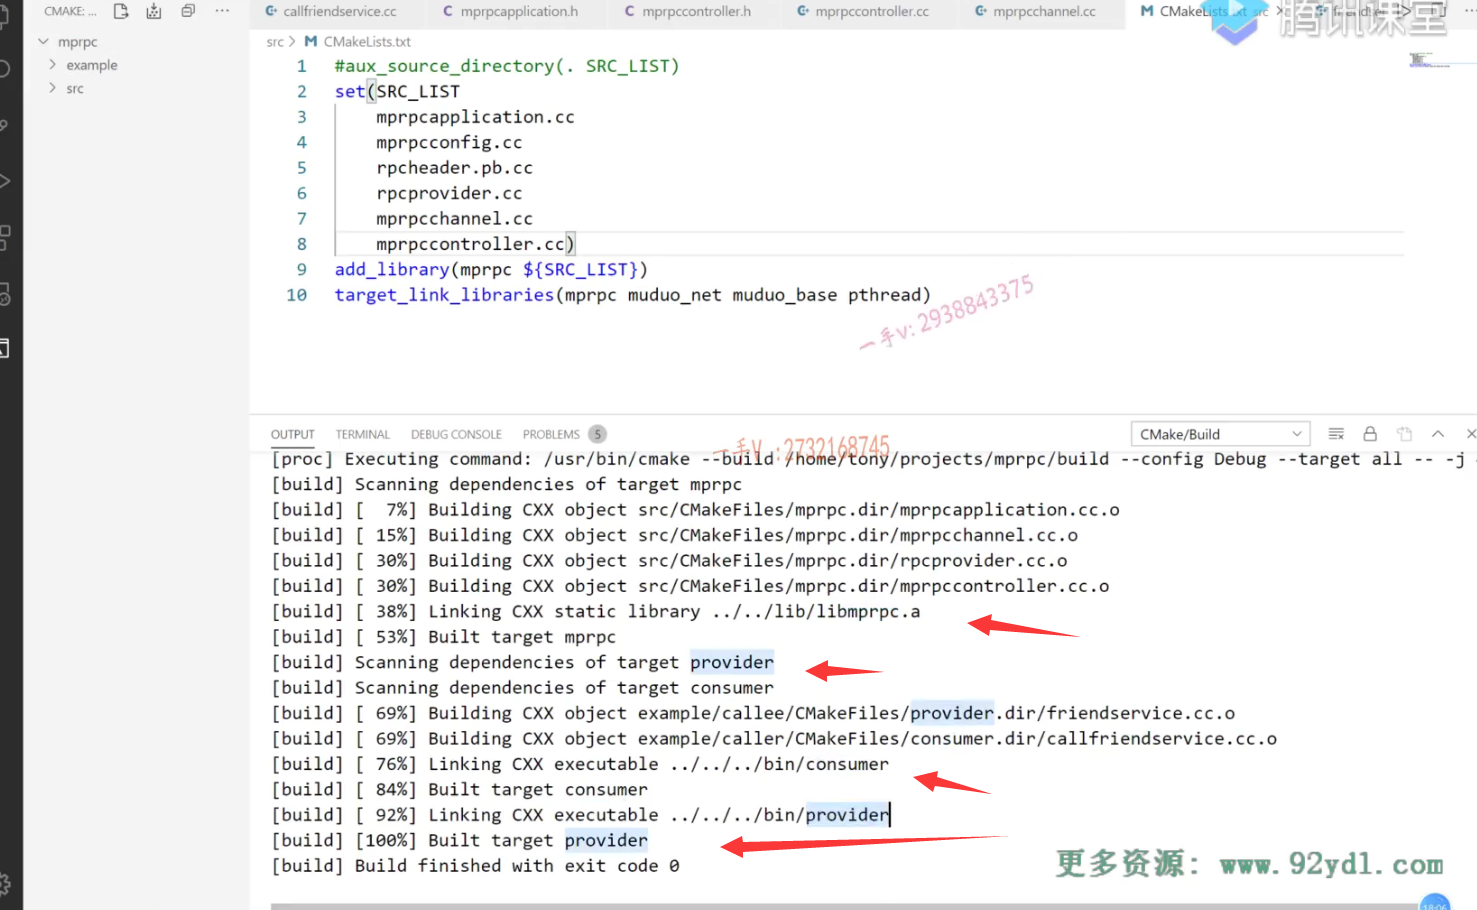 CMAKE: ... callfriendservice.cc mprpcapplication.h mprpccontroller.h mprpccontroller.cc mprpcchannel.cc CMakeLists.txt src
腾讯课堂
mprpc
example
src
src > CMakeLists.txt
1 #aux_source_directory(. SRC_LIST)
2 set(SRC_LIST
3 mprpcapplication.cc
4 mprpcconfig.cc
5 rpcheader.pb.cc
6 rpcprovider.cc
7 mprpcchannel.cc
8 mprpccontroller.cc)
9 add_library(mprpc ${SRC_LIST})
10 target_link_libraries(mprpc muduo_net muduo_base pthread)
一手V: 2938843375
OUTPUT TERMINAL DEBUG CONSOLE PROBLEMS 5 CMake/Build
一手V :2732168745
[proc] Executing command: /usr/bin/cmake --build /home/tony/projects/mprpc/build --config Debug --target all -- -j
[build] Scanning dependencies of target mprpc
[build] [  7%] Building CXX object src/CMakeFiles/mprpc.dir/mprpcapplication.cc.o
[build] [ 15%] Building CXX object src/CMakeFiles/mprpc.dir/mprpcchannel.cc.o
[build] [ 30%] Building CXX object src/CMakeFiles/mprpc.dir/rpcprovider.cc.o
[build] [ 30%] Building CXX object src/CMakeFiles/mprpc.dir/mprpccontroller.cc.o
[build] [ 38%] Linking CXX static library ../../lib/libmprpc.a
[build] [ 53%] Built target mprpc
[build] Scanning dependencies of target provider
[build] Scanning dependencies of target consumer
[build] [ 69%] Building CXX object example/callee/CMakeFiles/provider.dir/friendservice.cc.o
[build] [ 69%] Building CXX object example/caller/CMakeFiles/consumer.dir/callfriendservice.cc.o
[build] [ 76%] Linking CXX executable ../../../bin/consumer
[build] [ 84%] Built target consumer
[build] [ 92%] Linking CXX executable ../../../bin/provider
[build] [100%] Built target provider
[build] Build finished with exit code 0
更多资源: www.92ydl.com
18:06